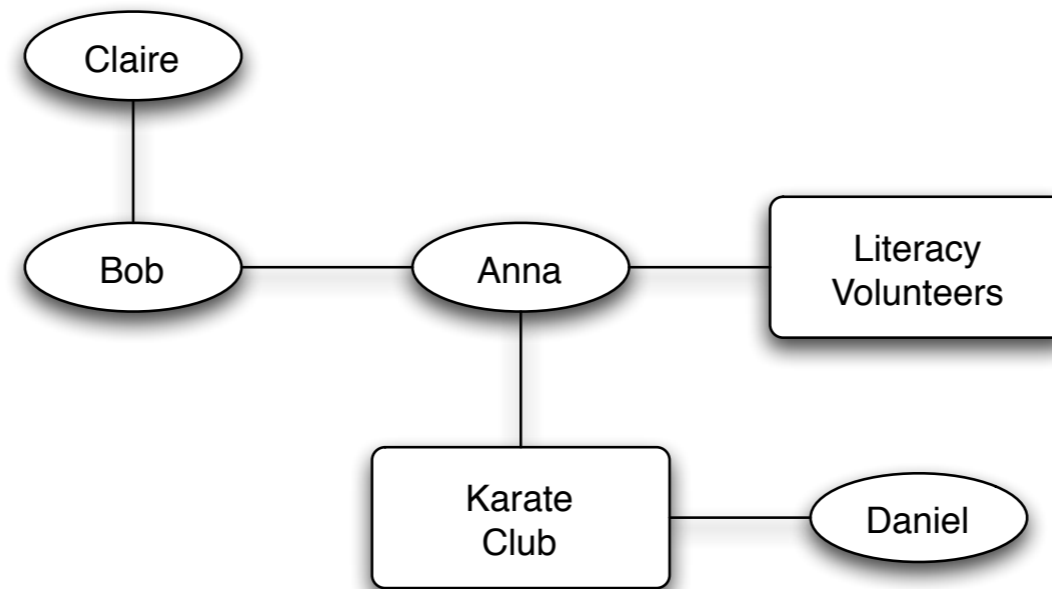 Claire
Bob
Anna
Literacy
Volunteers
Karate
Club
Daniel